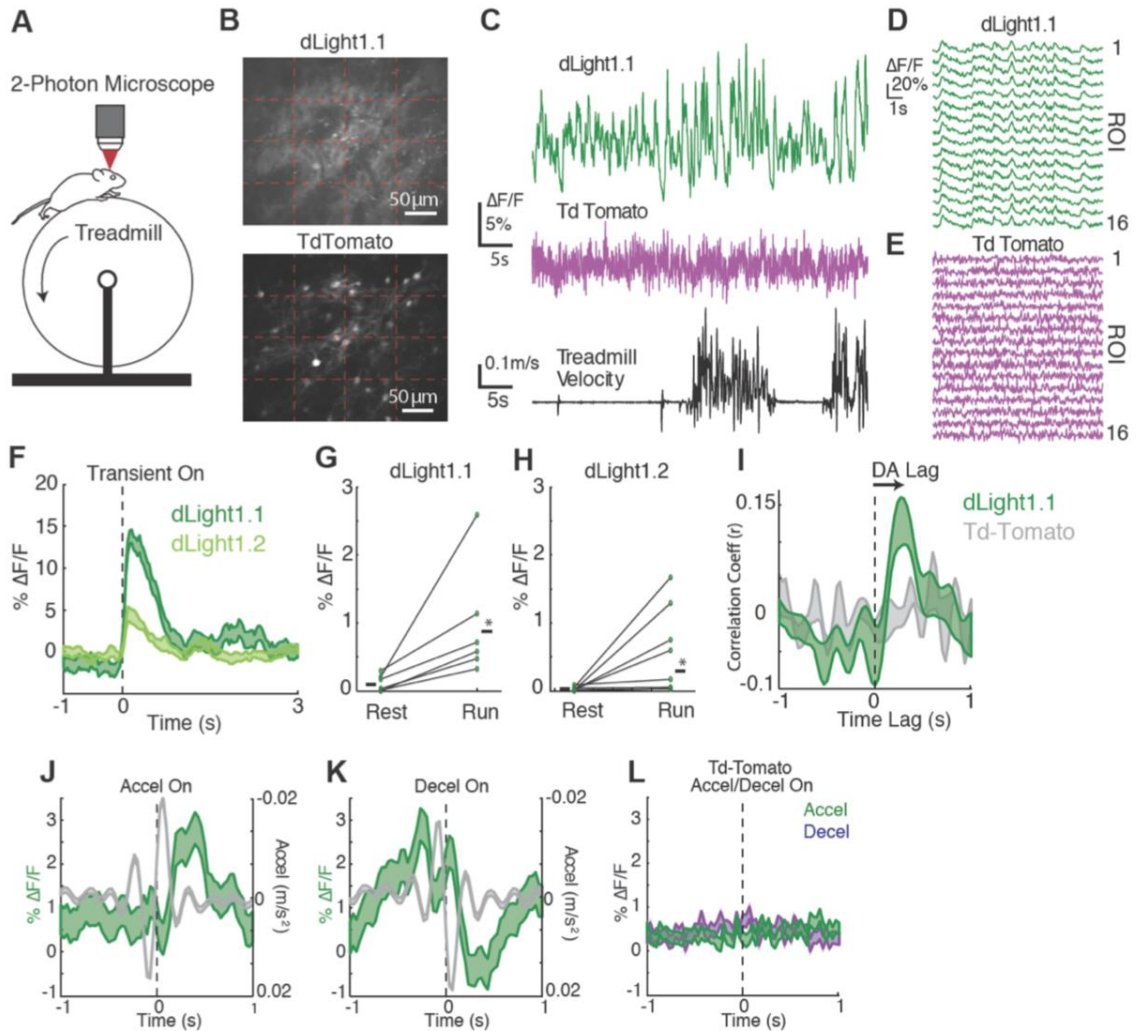 A
2-Photon Microscope
Treadmill
B
dLight1.1
50μm
TdTomato
50μm
C
dLight1.1
ΔF/F
5%
5s
Td Tomato
0.1m/s
5s
Treadmill
Velocity
D
dLight1.1
ΔF/F
20%
1s
1
ROI
16
E
Td Tomato
1
ROI
16
F
Transient On
20
15
10
5
0
% ΔF/F
dLight1.1
dLight1.2
-1
0
3
Time (s)
G
dLight1.1
3
2
1
0
% ΔF/F
*
Rest
Run
H
dLight1.2
3
2
1
0
% ΔF/F
*
Rest
Run
I
DA Lag
dLight1.1
Td-Tomato
0.15
0
-0.1
Correlation Coeff (r)
-1
0
1
Time Lag (s)
J
Accel On
3
2
1
0
-1
% ΔF/F
-0.02
0
0.02
Accel (m/s²)
-1
0
1
Time (s)
K
Decel On
3
2
1
0
-1
% ΔF/F
-0.02
0
0.02
Accel (m/s²)
-1
0
1
Time (s)
L
Td-Tomato
Accel/Decel On
Accel
Decel
3
2
1
0
-1
% ΔF/F
-1
0
1
Time (s)